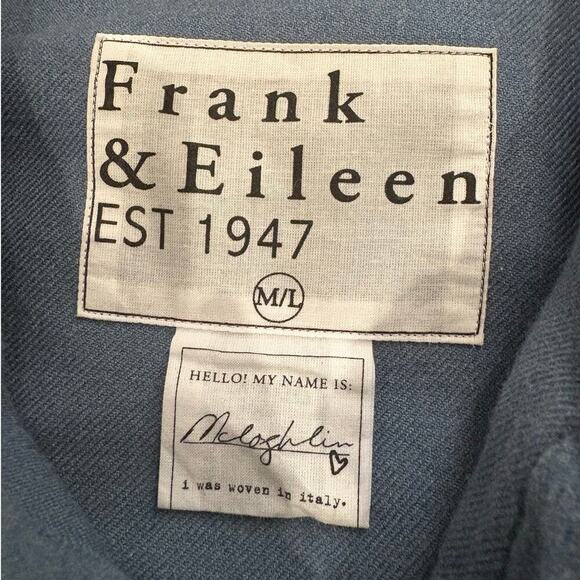 Frank
& Eileen
EST 1947
M/L
HELLO! MY NAME IS:
McLoghlin
i was woven in italy.